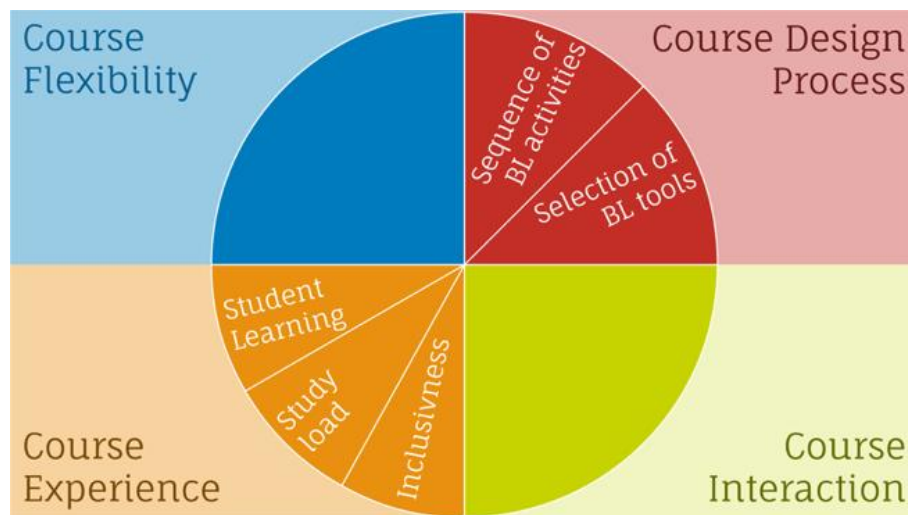 Course
Flexibility
Sequence of
BL activities
Course Design
Process
Selection of
BL tools
Student
Learning
Study
load
Inclusivness
Course
Experience
Course
Interaction